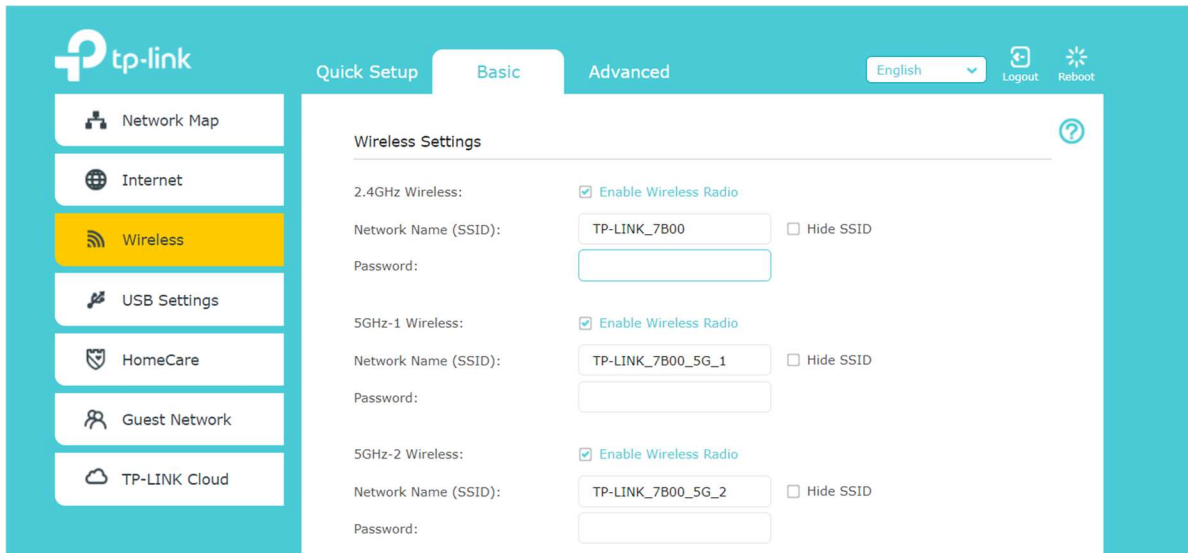 tp-link
Quick Setup Basic Advanced English Logout Reboot
Network Map
Internet
Wireless
USB Settings
HomeCare
Guest Network
TP-LINK Cloud
Wireless Settings ?
2.4GHz Wireless: Enable Wireless Radio
Network Name (SSID): TP-LINK_7B00 Hide SSID
Password:
5GHz-1 Wireless: Enable Wireless Radio
Network Name (SSID): TP-LINK_7B00_5G_1 Hide SSID
Password:
5GHz-2 Wireless: Enable Wireless Radio
Network Name (SSID): TP-LINK_7B00_5G_2 Hide SSID
Password: